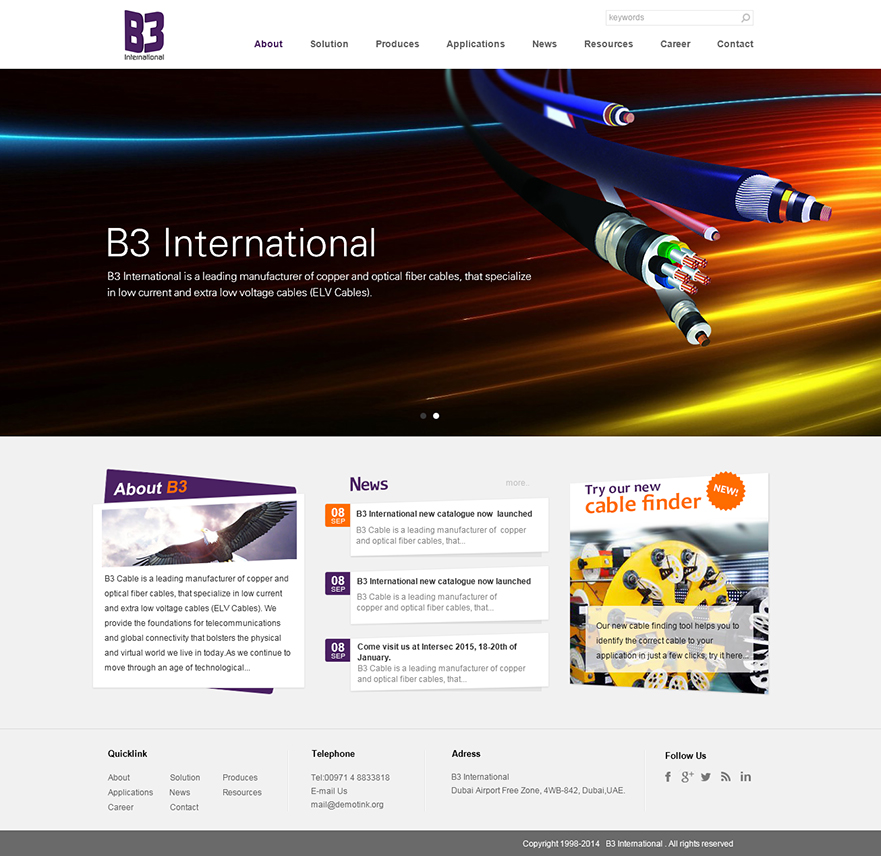 B3
International
keywords
About Solution Produces Applications News Resources Career Contact
B3 International
B3 International is a leading manufacturer of copper and optical fiber cables, that specialize
in low current and extra low voltage cables (ELV Cables).
About B3
B3 Cable is a leading manufacturer of copper and
optical fiber cables, that specialize in low current
and extra low voltage cables (ELV Cables). We
provide the foundations for telecommunications
and global connectivity that bolsters the physical
and virtual world we live in today.As we continue to
move through an age of technological...
News
more..
08
SEP
B3 International new catalogue now launched
B3 Cable is a leading manufacturer of copper
and optical fiber cables, that...
08
SEP
B3 International new catalogue now launched
B3 Cable is a leading manufacturer of
copper and optical fiber cables, that...
08
SEP
Come visit us at Intersec 2015, 18-20th of
January.
B3 Cable is a leading manufacturer of copper
and optical fiber cables, that...
Try our new
cable finder
NEW!
Our new cable finding tool helps you to
identify the correct cable to your
application in just a few clicks, try it here...
Quicklink
About Solution Produces
Applications News Resources
Career Contact
Telephone
Tel:00971 4 8833818
E-mail Us
mail@demotink.org
Adress
B3 International
Dubai Airport Free Zone, 4WB-842, Dubai,UAE.
Follow Us
Copyright 1998-2014 B3 International . All rights reserved